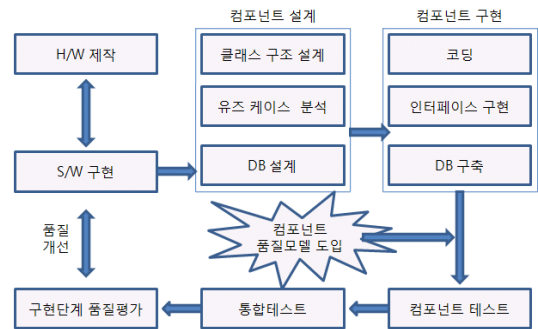 컴포넌트 설계
컴포넌트 구현
H/W 제작
클래스 구조 설계
코딩
유즈 케이스 분석
인터페이스 구현
S/W 구현
DB 설계
DB 구축
품질
개선
컴포넌트
품질모델 도입
구현단계 품질평가
통합테스트
컴포넌트 테스트